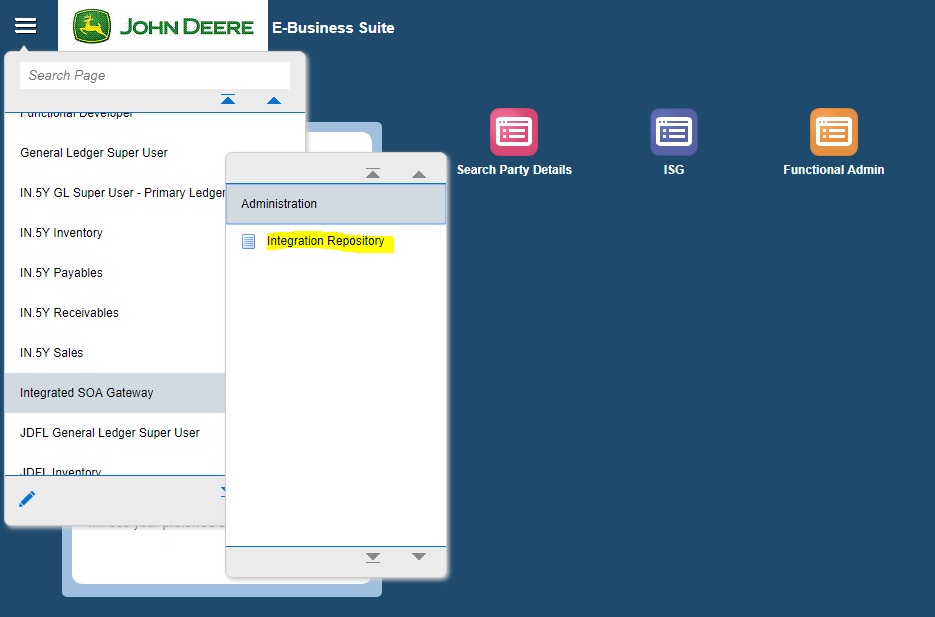 JOHN DEERE
E-Business Suite
Search Page
Functional Developer
General Ledger Super User
IN.5Y GL Super User - Primary Ledger
IN.5Y Inventory
IN.5Y Payables
IN.5Y Receivables
IN.5Y Sales
Integrated SOA Gateway
JDFL General Ledger Super User
JDFL Inventory
Administration
Integration Repository
Search Party Details
ISG
Functional Admin